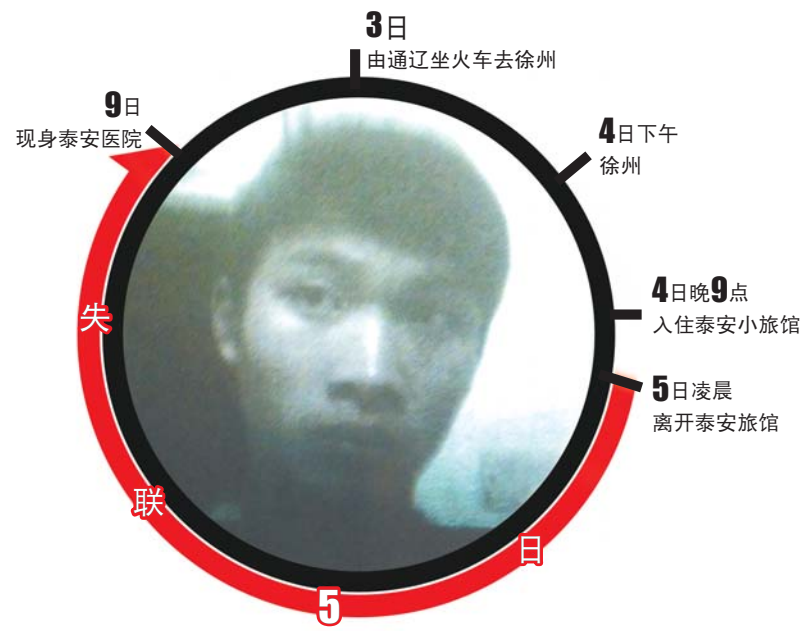 3日
由通辽坐火车去徐州
4日下午
徐州
4日晚9点
入住泰安小旅馆
5日凌晨
离开泰安旅馆
9日
现身泰安医院
失联5日